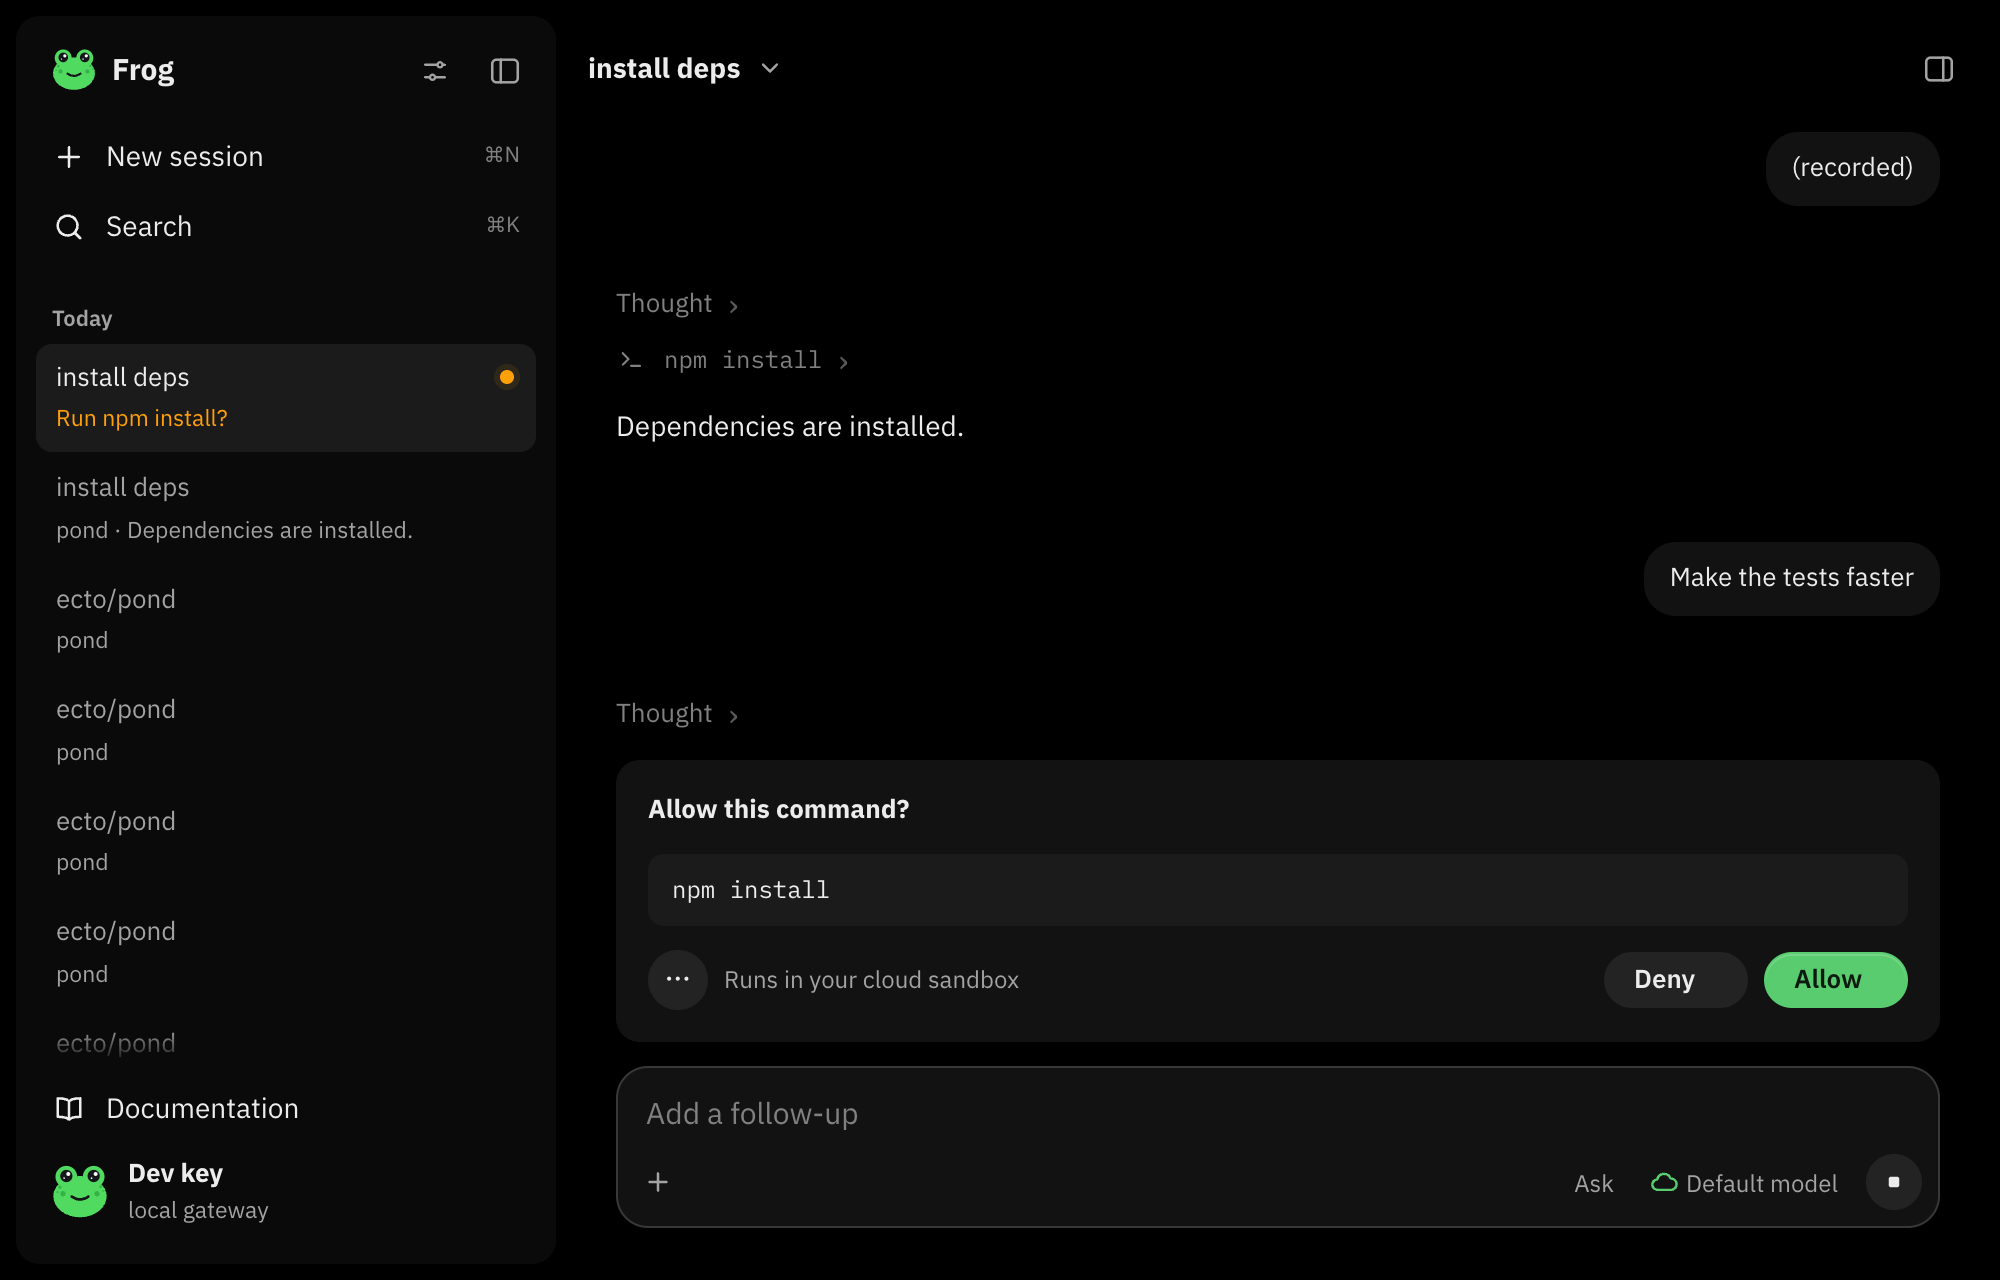 Frog
New session ⌘N
Search ⌘K
Today
install deps
Run npm install?
install deps
pond · Dependencies are installed.
ecto/pond
pond
ecto/pond
pond
ecto/pond
pond
ecto/pond
pond
ecto/pond
Documentation
Dev key
local gateway
install deps
(recorded)
Thought
npm install
Dependencies are installed.
Make the tests faster
Thought
Allow this command?
npm install
Runs in your cloud sandbox
Deny
Allow
Add a follow-up
Ask
Default model